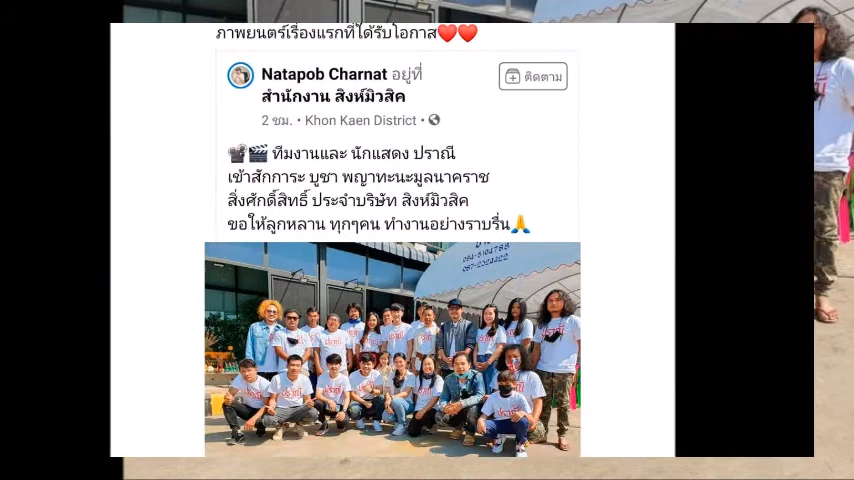 ภาพยนตร์เรื่องแรกที่ได้รับโอกาส❤️❤️
Natapob Charnat อยู่ที่
สำนักงาน สิงห์มิวสิค
ติดตาม
2 ชม. • Khon Kaen District •
📽️🎬 ทีมงานและ นักแสดง ปราณี
เข้าสักการะ บูชา พญาทะนะมูลนาคราช
สิ่งศักดิ์สิทธิ์ ประจำบริษัท สิงห์มิวสิค
ขอให้ลูกหลาน ทุกๆคน ทำงานอย่างราบรื่น🙏
ปราณี